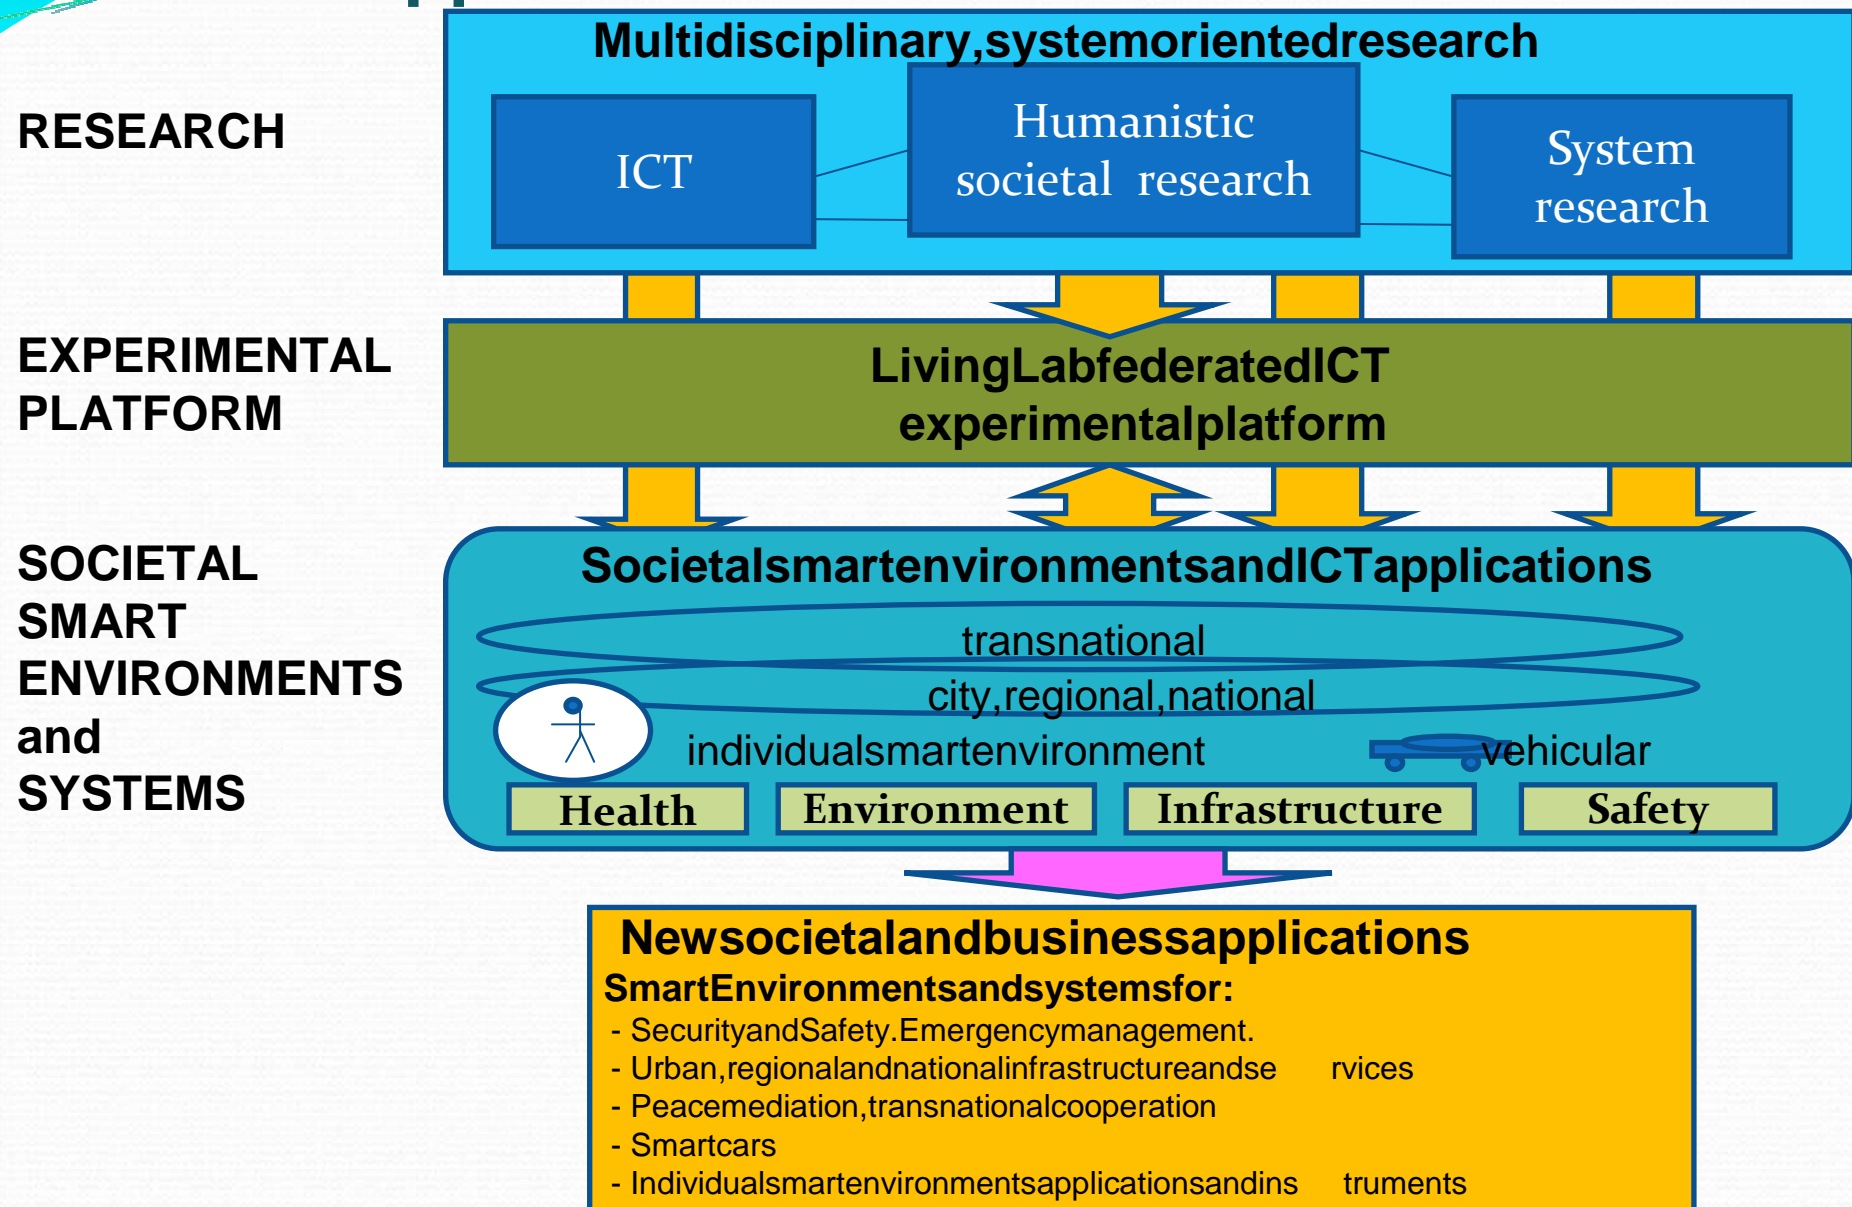 Multidisciplinary,systemorientedresearch
RESEARCH
ICT
Humanistic
societal research
System
research
EXPERIMENTAL
PLATFORM
LivingLabfederatedICT
experimentalplatform
SOCIETAL
SMART
ENVIRONMENTS
and
SYSTEMS
SocietalsmartenvironmentsandICTapplications
transnational
city,regional,national
individualsmartenvironment
vehicular
Health
Environment
Infrastructure
Safety
Newsocietalandbusinessapplications
SmartEnvironmentsandsystemsfor:
- SecurityandSafety.Emergencymanagement.
- Urban,regionalandnationalinfrastructureandse rvices
- Peacemediation,transnationalcooperation
- Smartcars
- Individualsmartenvironmentsapplicationsandins truments